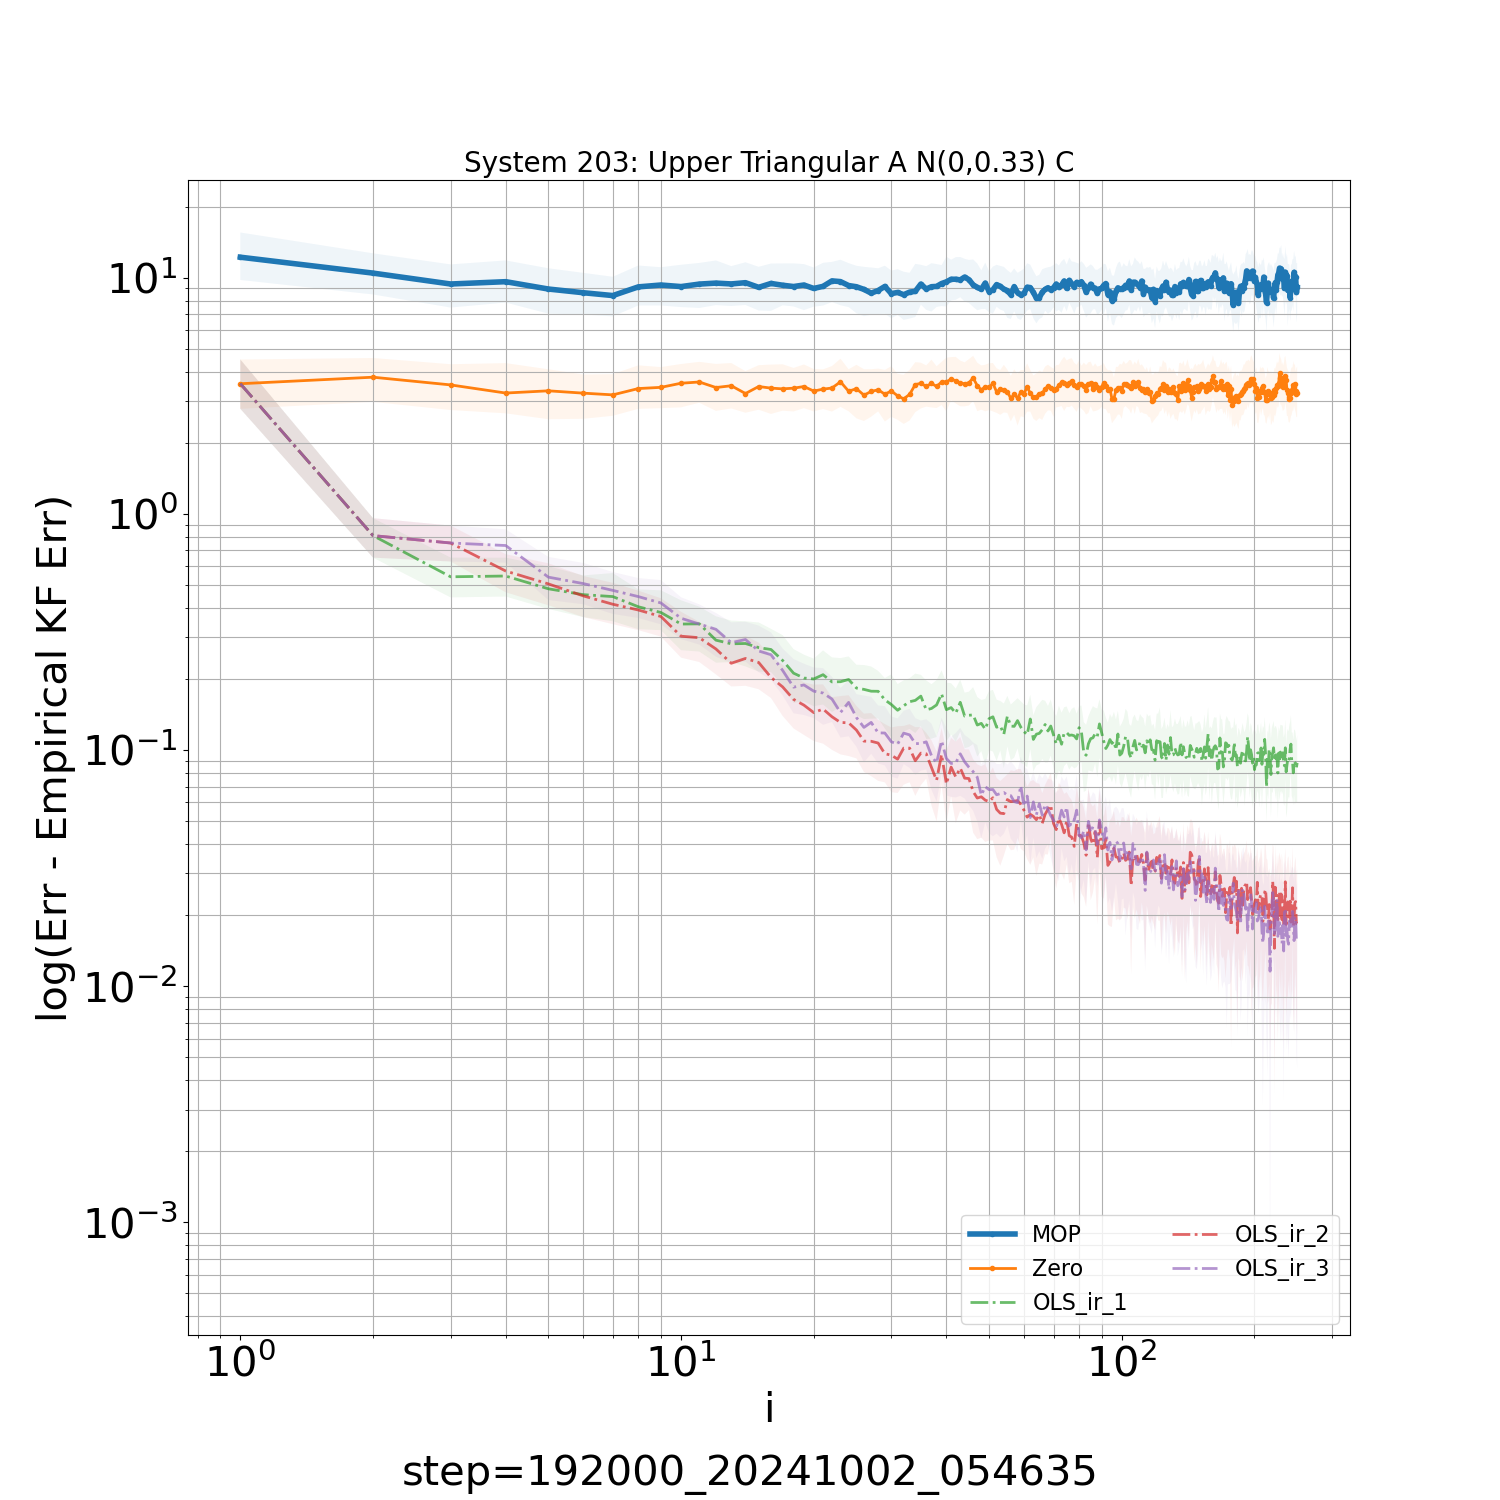 System 203: Upper Triangular A N(0,0.33) C
log(Err - Empirical KF Err)
10¹
10⁰
10⁻¹
10⁻²
10⁻³
MOP
Zero
OLS_ir_1
OLS_ir_2
OLS_ir_3
10⁰ 10¹ 10²
i
step=192000_20241002_054635